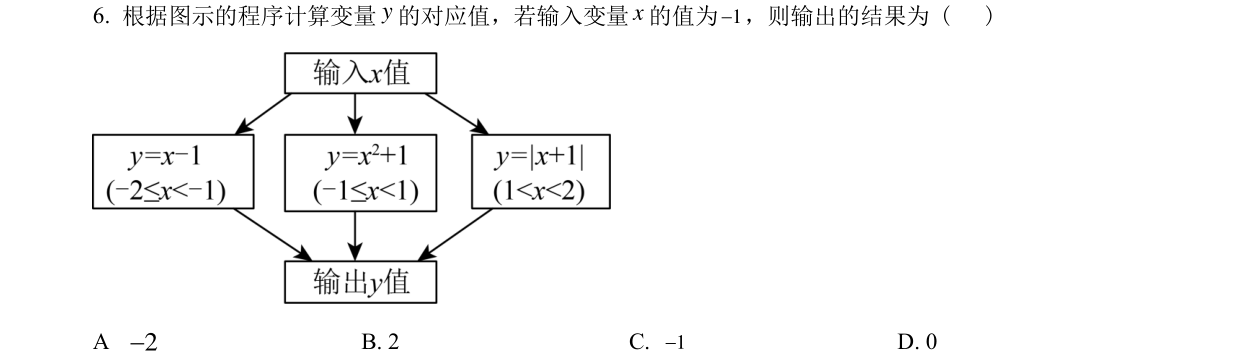 6. 根据图示的程序计算变量 y 的对应值，若输入变量 x 的值为−1，则输出的结果为（　）
输入x值
y=x−1
(−2≤x<−1)
y=x²+1
(−1≤x<1)
y=|x+1|
(1<x<2)
输出y值
A −2 B. 2 C. −1 D. 0